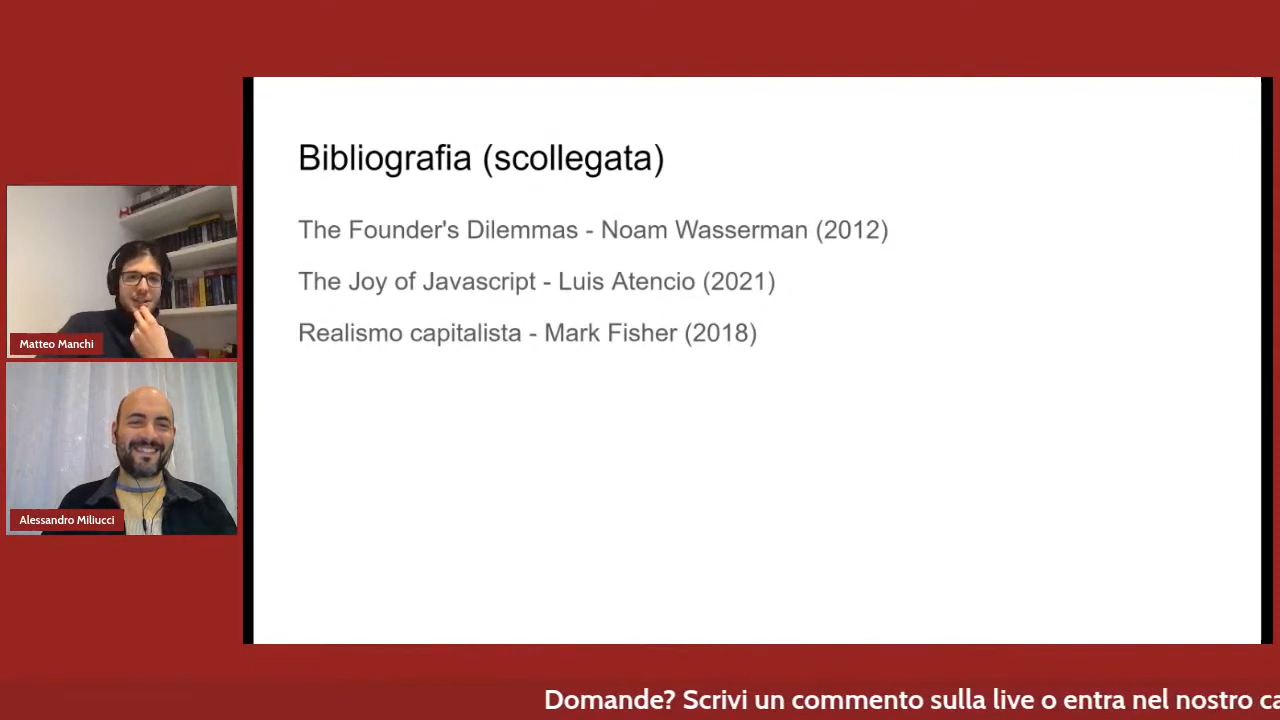 Bibliografia (scollegata)
The Founder's Dilemmas - Noam Wasserman (2012)
The Joy of Javascript - Luis Atencio (2021)
Realismo capitalista - Mark Fisher (2018)
Matteo Manchi
Alessandro Miliucci
Domande? Scrivi un commento sulla live o entra nel nostro